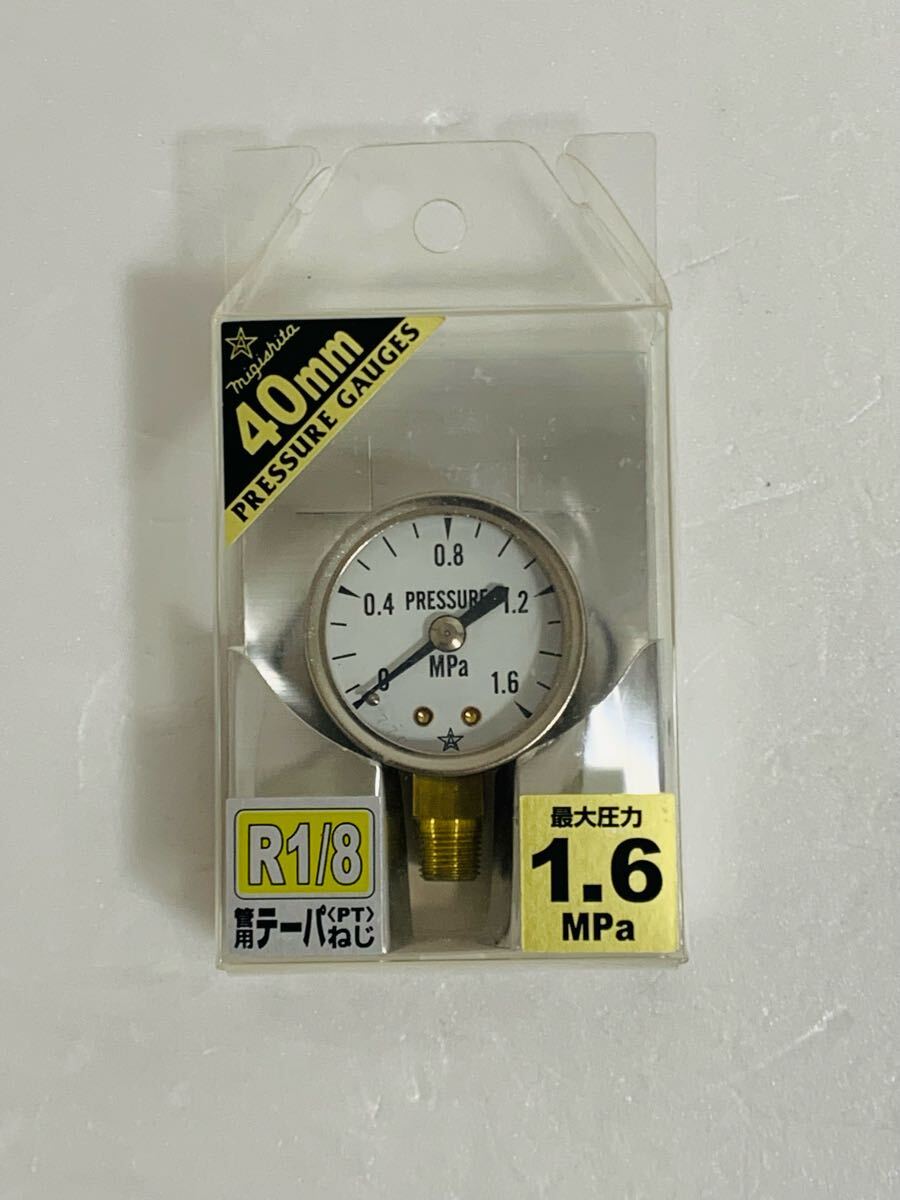 migishita
40mm
PRESSURE GAUGES
0.8
0.4 PRESSURE 1.2
MPa
0
1.6
R1/8
管用テーパ〈PT〉ねじ
最大圧力
1.6
MPa